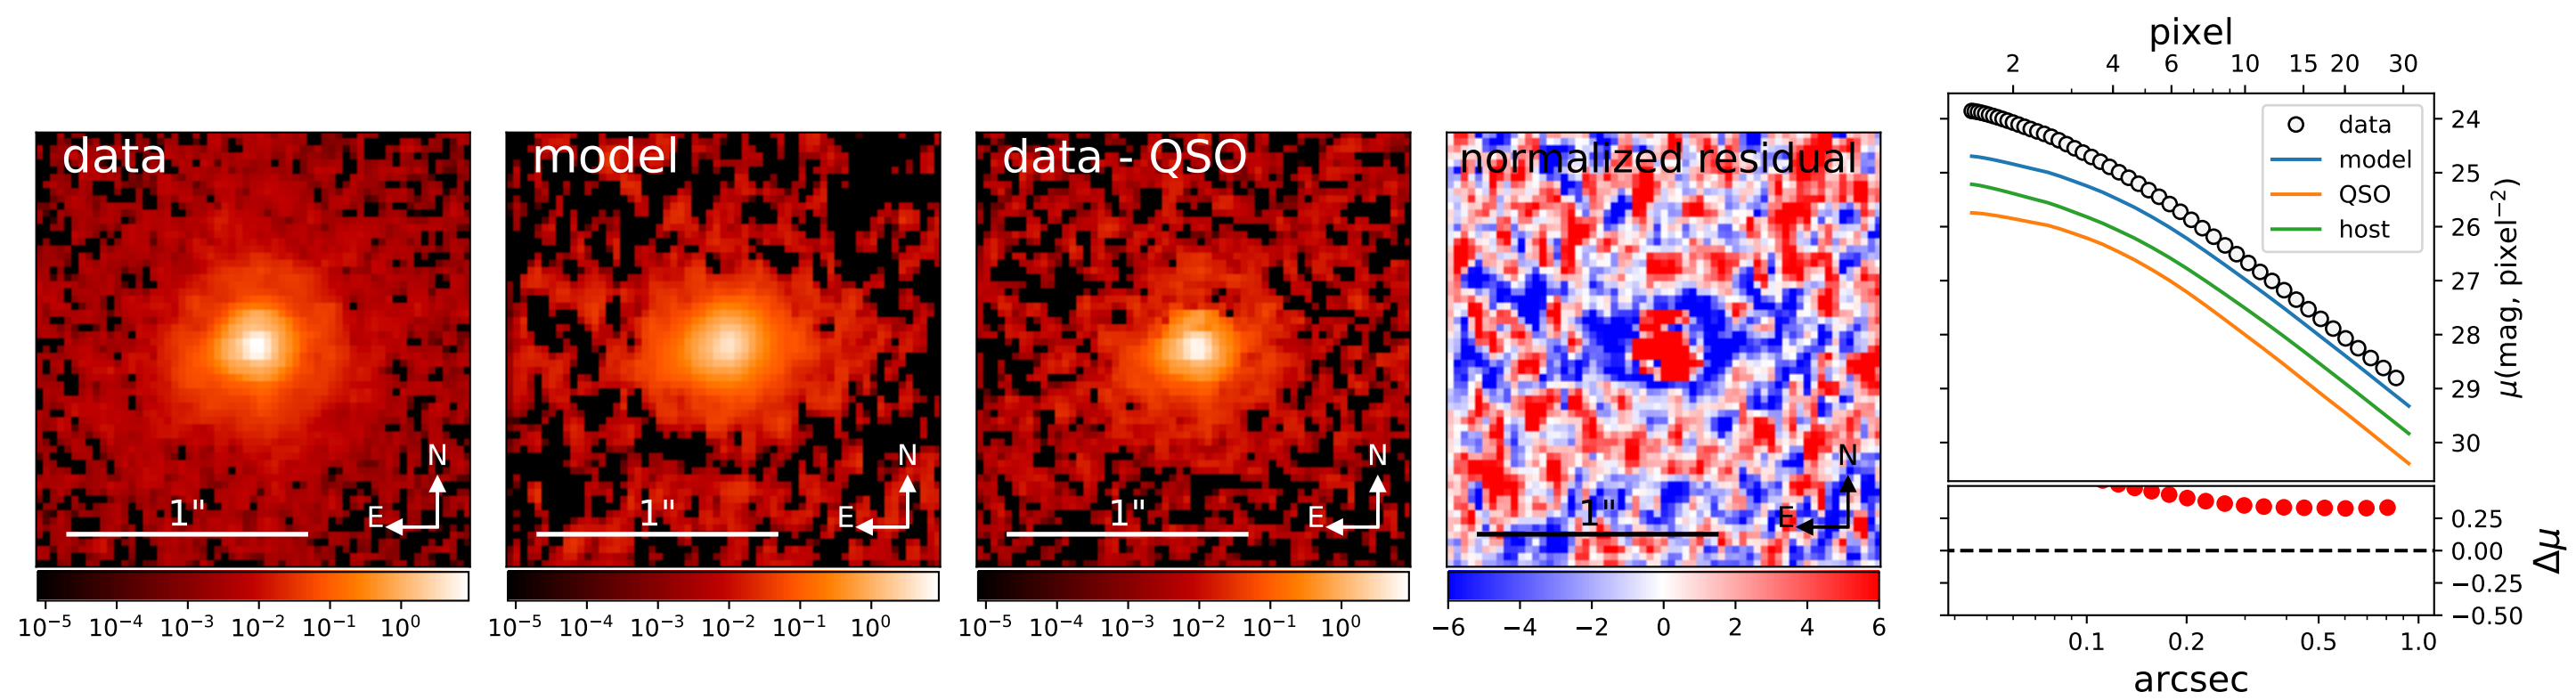 data
N
E
1"
10⁻⁵ 10⁻⁴ 10⁻³ 10⁻² 10⁻¹ 10⁰
model
N
E
1"
10⁻⁵ 10⁻⁴ 10⁻³ 10⁻² 10⁻¹ 10⁰
data - QSO
N
E
1"
10⁻⁵ 10⁻⁴ 10⁻³ 10⁻² 10⁻¹ 10⁰
normalized residual
N
E
1"
−6 −4 −2 0 2 4 6
pixel
2 4 6 10 15 20 30
data
model
QSO
host
24
25
26
27
28
29
30
μ(mag, pixel⁻²)
0.25
0.00
−0.25
−0.50
Δμ
0.1 0.2 0.5 1.0
arcsec